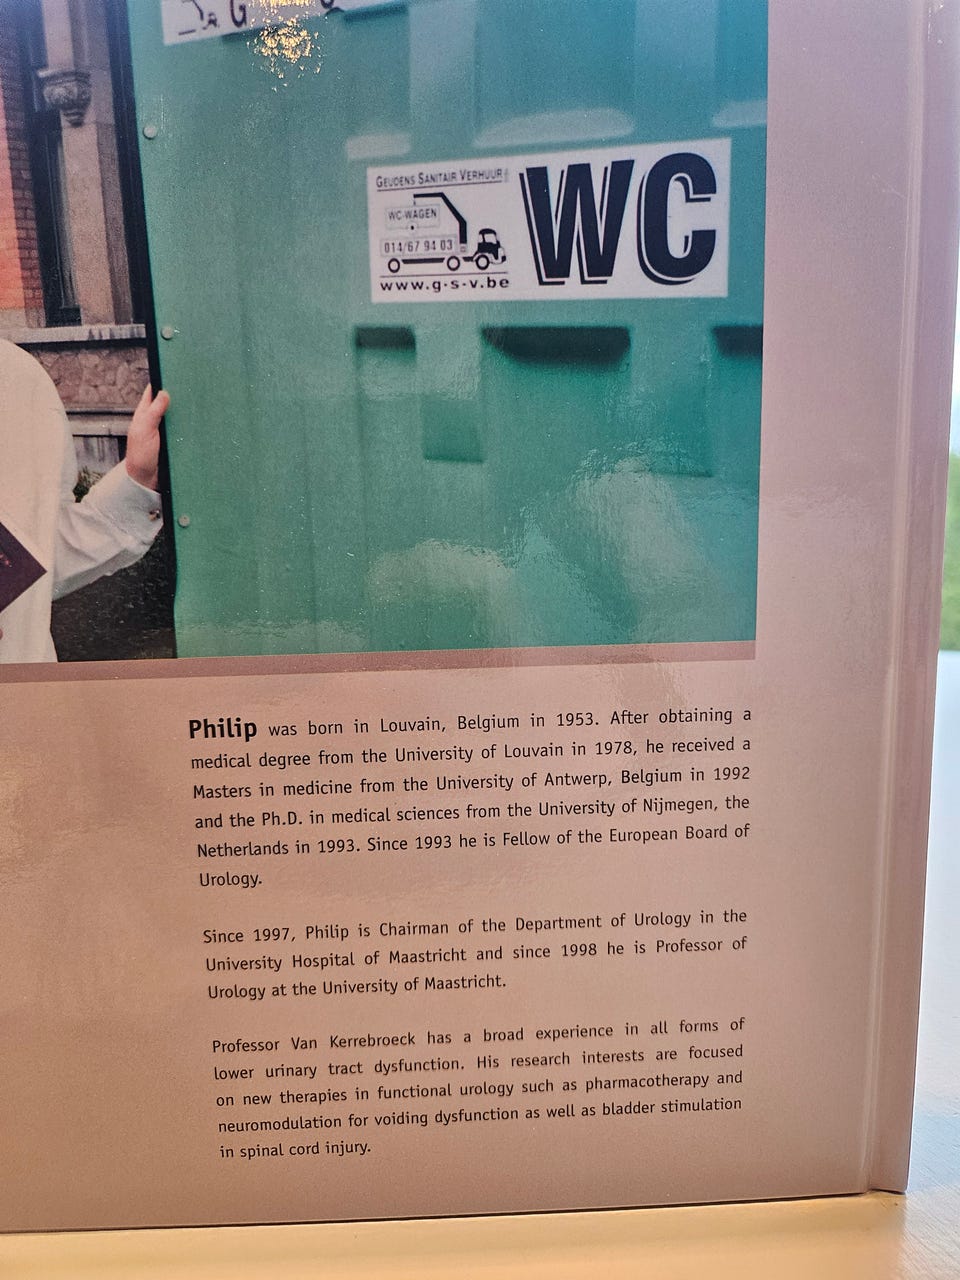 GEUDENS SANITAIR VERHUUR
WC-WAGEN
014/67 94 03
www.g-s-v.be
WC
Philip was born in Louvain, Belgium in 1953. After obtaining a
medical degree from the University of Louvain in 1978, he received a
Masters in medicine from the University of Antwerp, Belgium in 1992
and the Ph.D. in medical sciences from the University of Nijmegen, the
Netherlands in 1993. Since 1993 he is Fellow of the European Board of
Urology.
Since 1997, Philip is Chairman of the Department of Urology in the
University Hospital of Maastricht and since 1998 he is Professor of
Urology at the University of Maastricht.
Professor Van Kerrebroeck has a broad experience in all forms of
lower urinary tract dysfunction. His research interests are focused
on new therapies in functional urology such as pharmacotherapy and
neuromodulation for voiding dysfunction as well as bladder stimulation
in spinal cord injury.